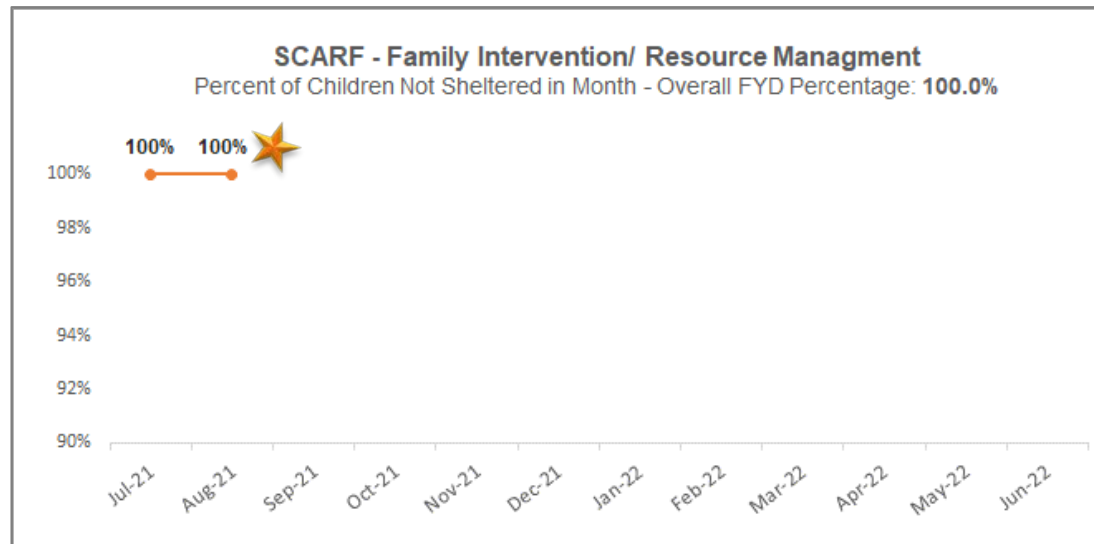 SCARF - Family Intervention/ Resource Managment
Percent of Children Not Sheltered in Month - Overall FYD Percentage: 100.0%
100% 100%
100%
98%
96%
94%
92%
90%
Jul-21 Aug-21 Sep-21 Oct-21 Nov-21 Dec-21 Jan-22 Feb-22 Mar-22 Apr-22 May-22 Jun-22